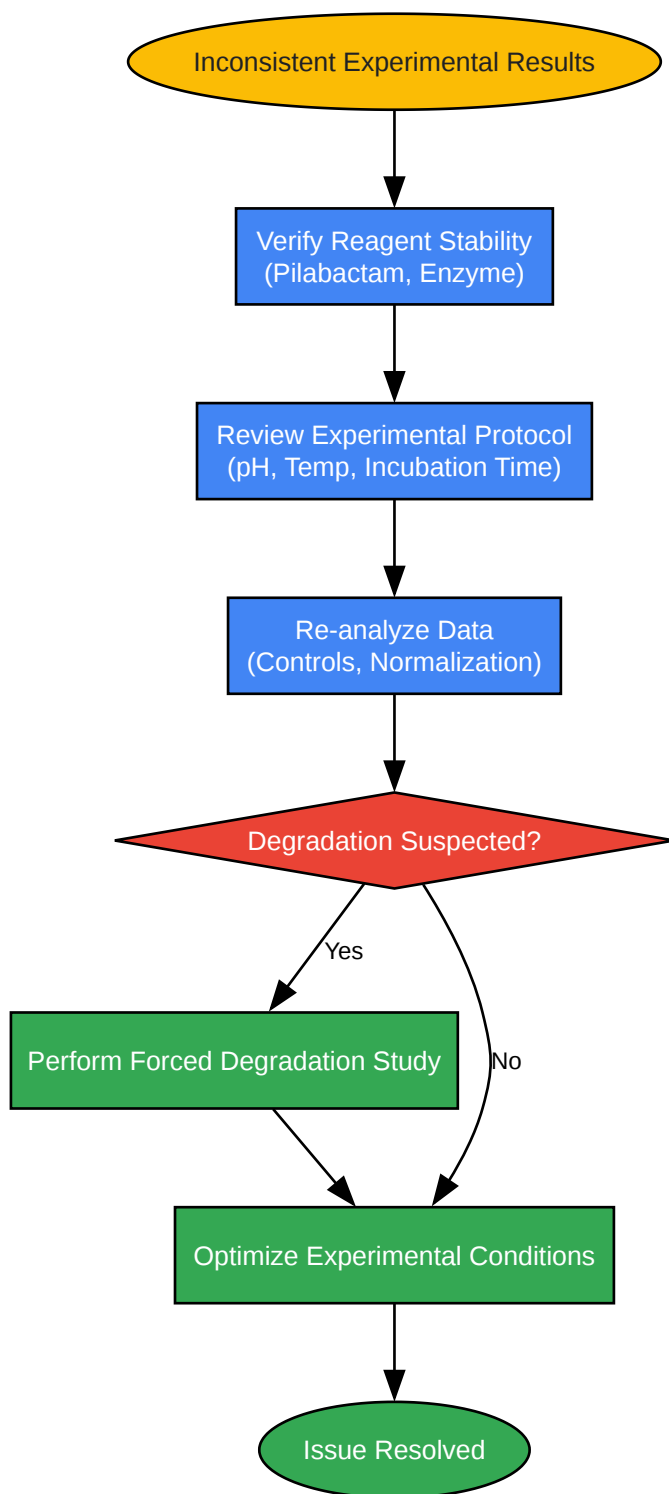 Inconsistent Experimental Results
Verify Reagent Stability
(Pilabactam, Enzyme)
Review Experimental Protocol
(pH, Temp, Incubation Time)
Re-analyze Data
(Controls, Normalization)
Degradation Suspected?
Yes
Perform Forced Degradation Study
No
Optimize Experimental Conditions
Issue Resolved